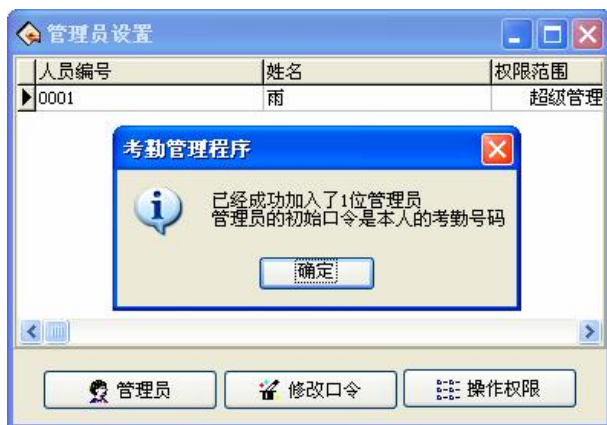 管理员设置
人员编号 姓名 权限范围
0001 雨 超级管理
考勤管理程序
已经成功加入了1位管理员
管理员的初始口令是本人的考勤号码
确定
管理员 修改口令 操作权限